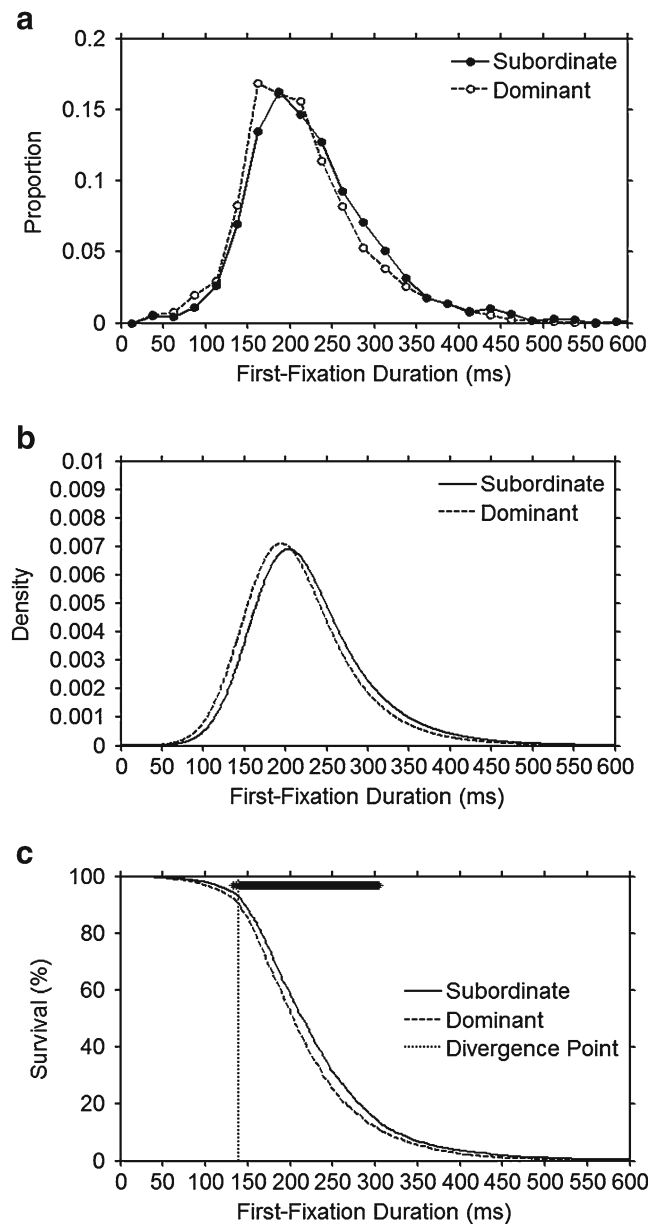 a
0.2
0.15
0.1
0.05
0
Proportion
Subordinate
Dominant
0 50 100 150 200 250 300 350 400 450 500 550 600
First-Fixation Duration (ms)
b
0.01
0.009
0.008
0.007
0.006
0.005
0.004
0.003
0.002
0.001
0
Density
Subordinate
Dominant
0 50 100 150 200 250 300 350 400 450 500 550 600
First-Fixation Duration (ms)
c
100
80
60
40
20
0
Survival (%)
Subordinate
Dominant
Divergence Point
0 50 100 150 200 250 300 350 400 450 500 550 600
First-Fixation Duration (ms)